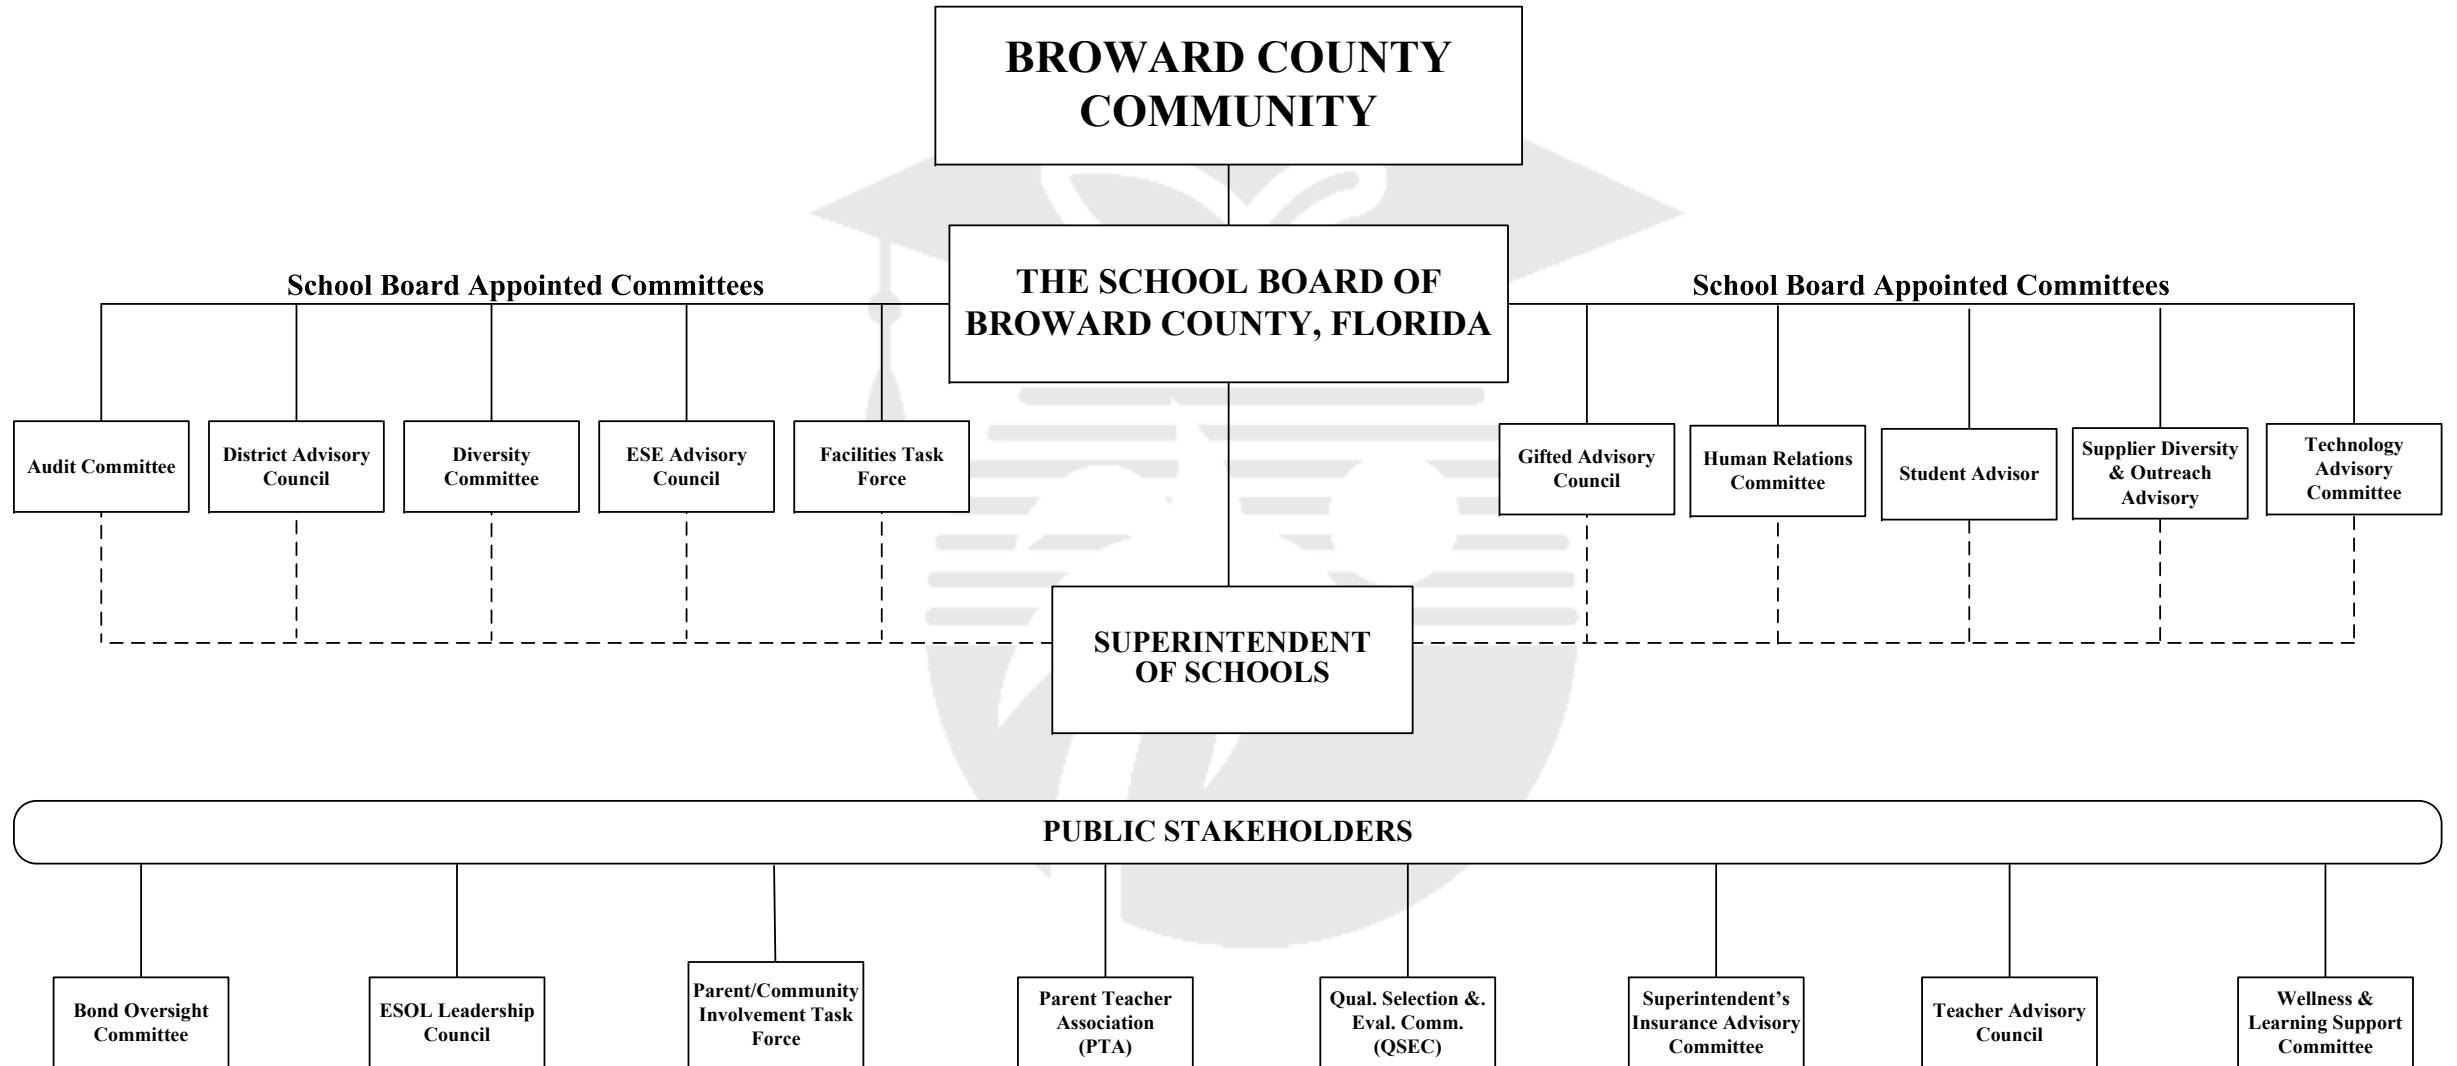 BROWARD COUNTY
COMMUNITY
THE SCHOOL BOARD OF
BROWARD COUNTY, FLORIDA
School Board Appointed Committees
School Board Appointed Committees
Audit Committee
District Advisory
Council
Diversity
Committee
ESE Advisory
Council
Facilities Task
Force
Gifted Advisory
Council
Human Relations
Committee
Student Advisor
Supplier Diversity
& Outreach
Advisory
Technology
Advisory
Committee
SUPERINTENDENT
OF SCHOOLS
PUBLIC STAKEHOLDERS
Bond Oversight
Committee
ESOL Leadership
Council
Parent/Community
Involvement Task
Force
Parent Teacher
Association
(PTA)
Qual. Selection &.
Eval. Comm.
(QSEC)
Superintendent’s
Insurance Advisory
Committee
Teacher Advisory
Council
Wellness &
Learning Support
Committee